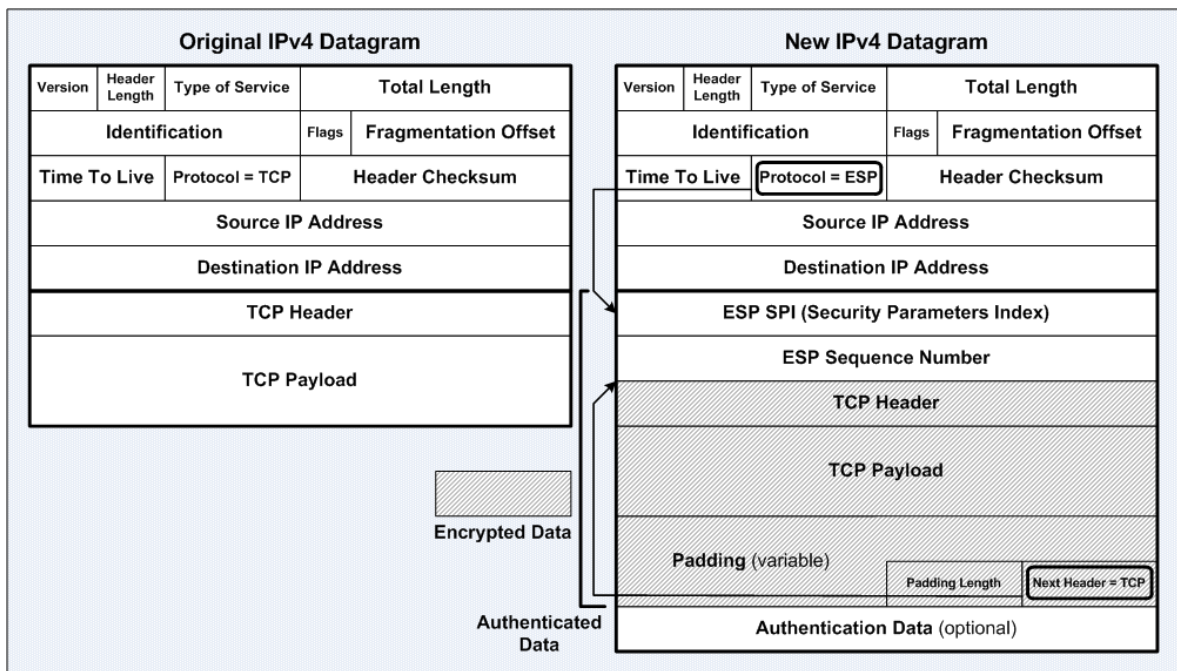 Original IPv4 Datagram
Version
Header
Length
Type of Service
Total Length
Identification
Flags
Fragmentation Offset
Time To Live
Protocol = TCP
Header Checksum
Source IP Address
Destination IP Address
TCP Header
TCP Payload
Encrypted Data
Authenticated
Data
New IPv4 Datagram
Version
Header
Length
Type of Service
Total Length
Identification
Flags
Fragmentation Offset
Time To Live
Protocol = ESP
Header Checksum
Source IP Address
Destination IP Address
ESP SPI (Security Parameters Index)
ESP Sequence Number
TCP Header
TCP Payload
Padding (variable)
Padding Length
Next Header = TCP
Authentication Data (optional)